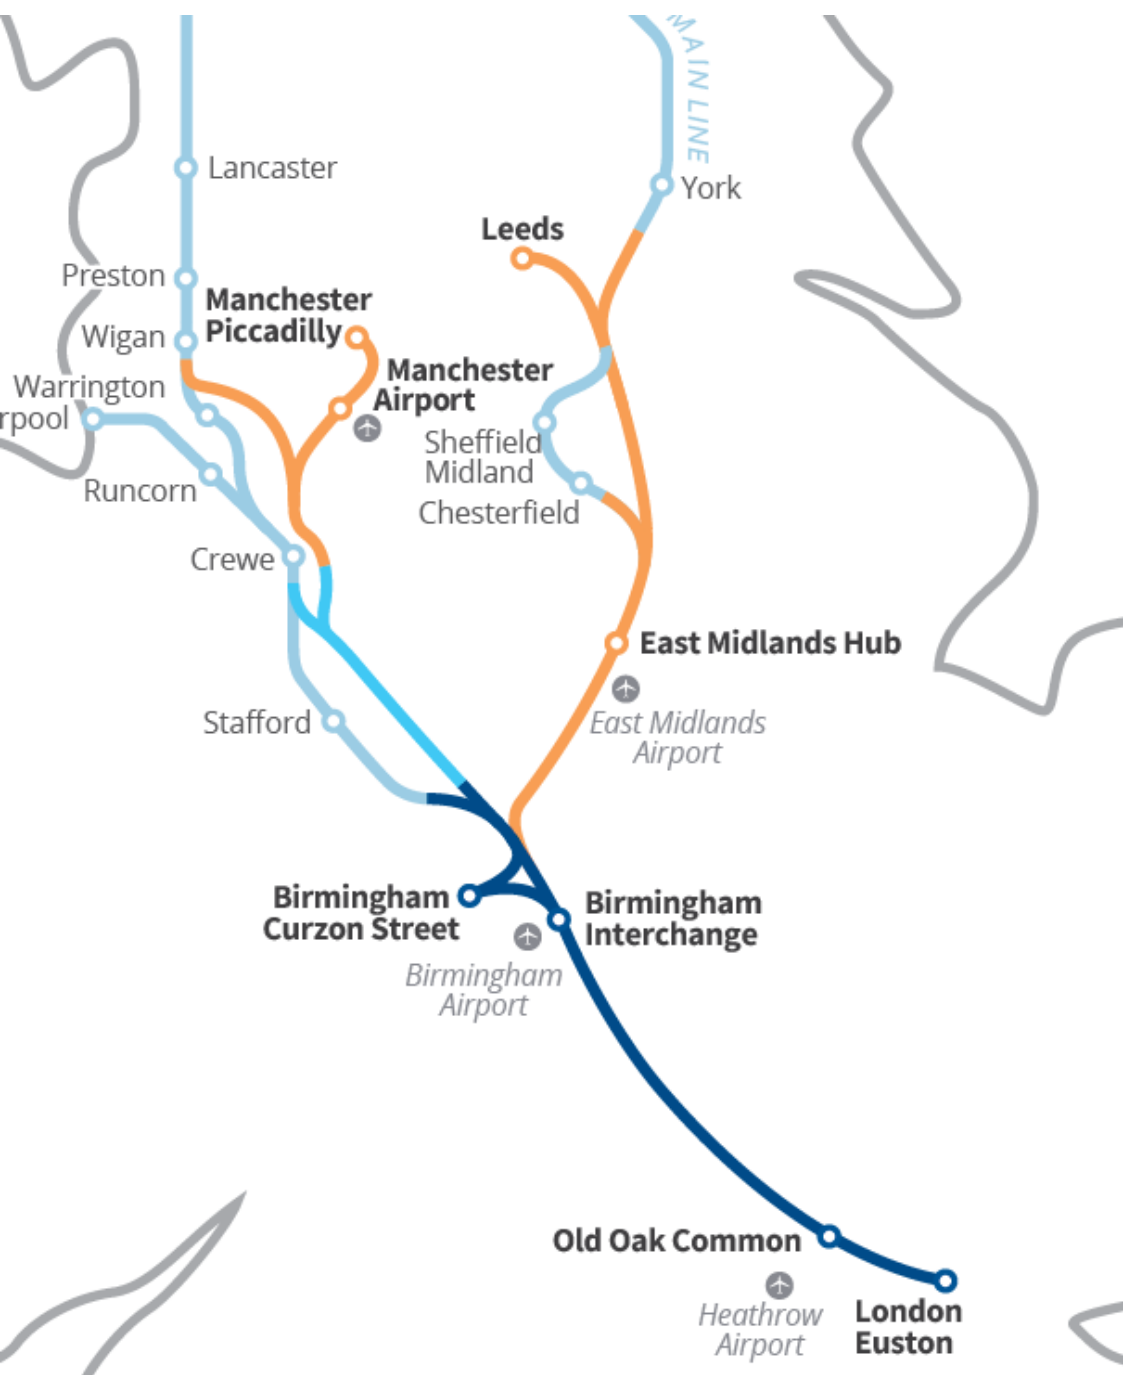 MAIN LINE
Lancaster
York
Leeds
Preston
Manchester
Piccadilly
Wigan
Manchester
Airport
Warrington
rpool
Sheffield
Midland
Runcorn
Chesterfield
Crewe
East Midlands Hub
Stafford
East Midlands
Airport
Birmingham
Curzon Street
Birmingham
Interchange
Birmingham
Airport
Old Oak Common
Heathrow
Airport
London
Euston